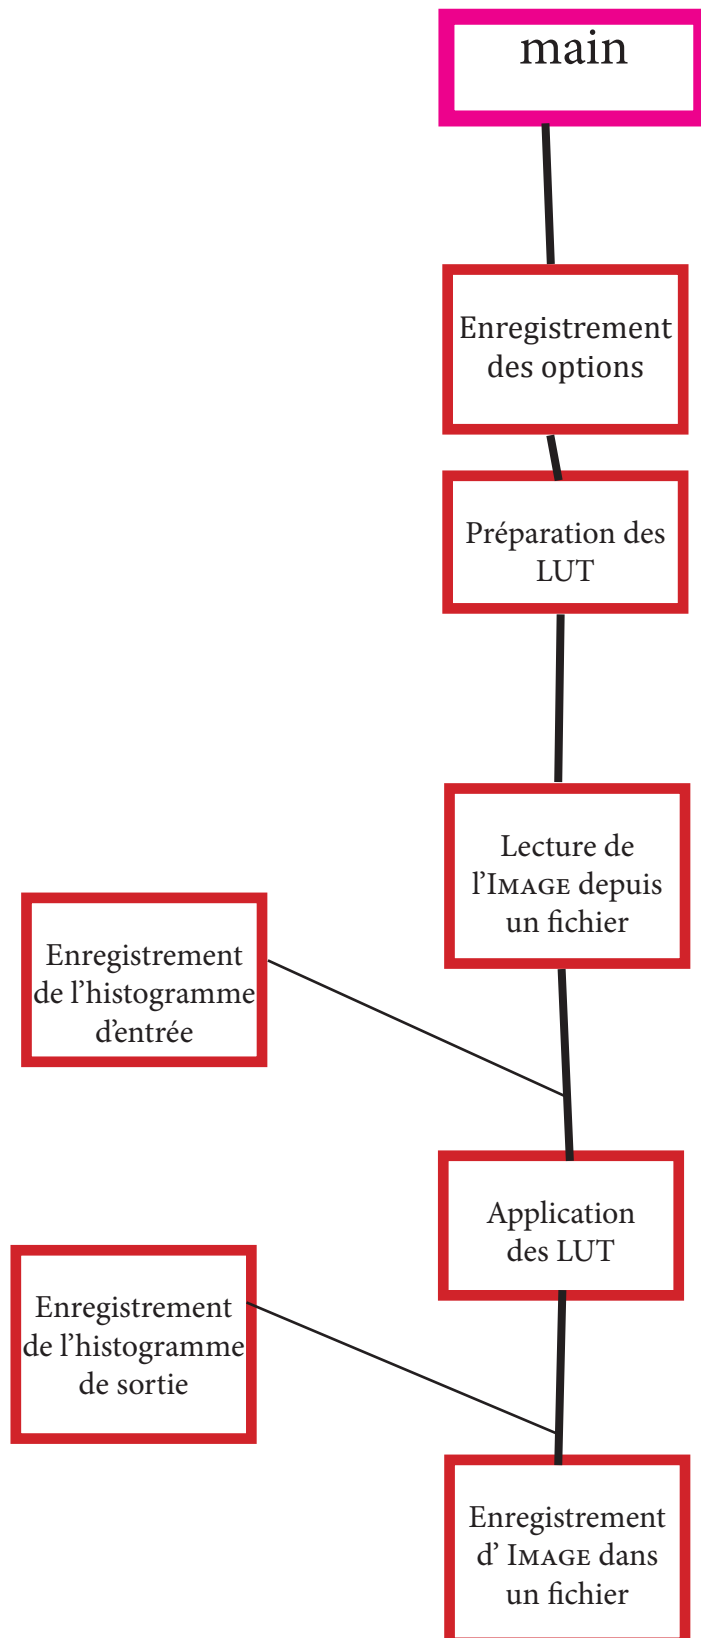 main
Enregistrement
des options
Préparation des
LUT
Lecture de
l’Image depuis
un fichier
Enregistrement
de l’histogramme
d’entrée
Application
des LUT
Enregistrement
de l’histogramme
de sortie
Enregistrement
d’ Image dans
un fichier